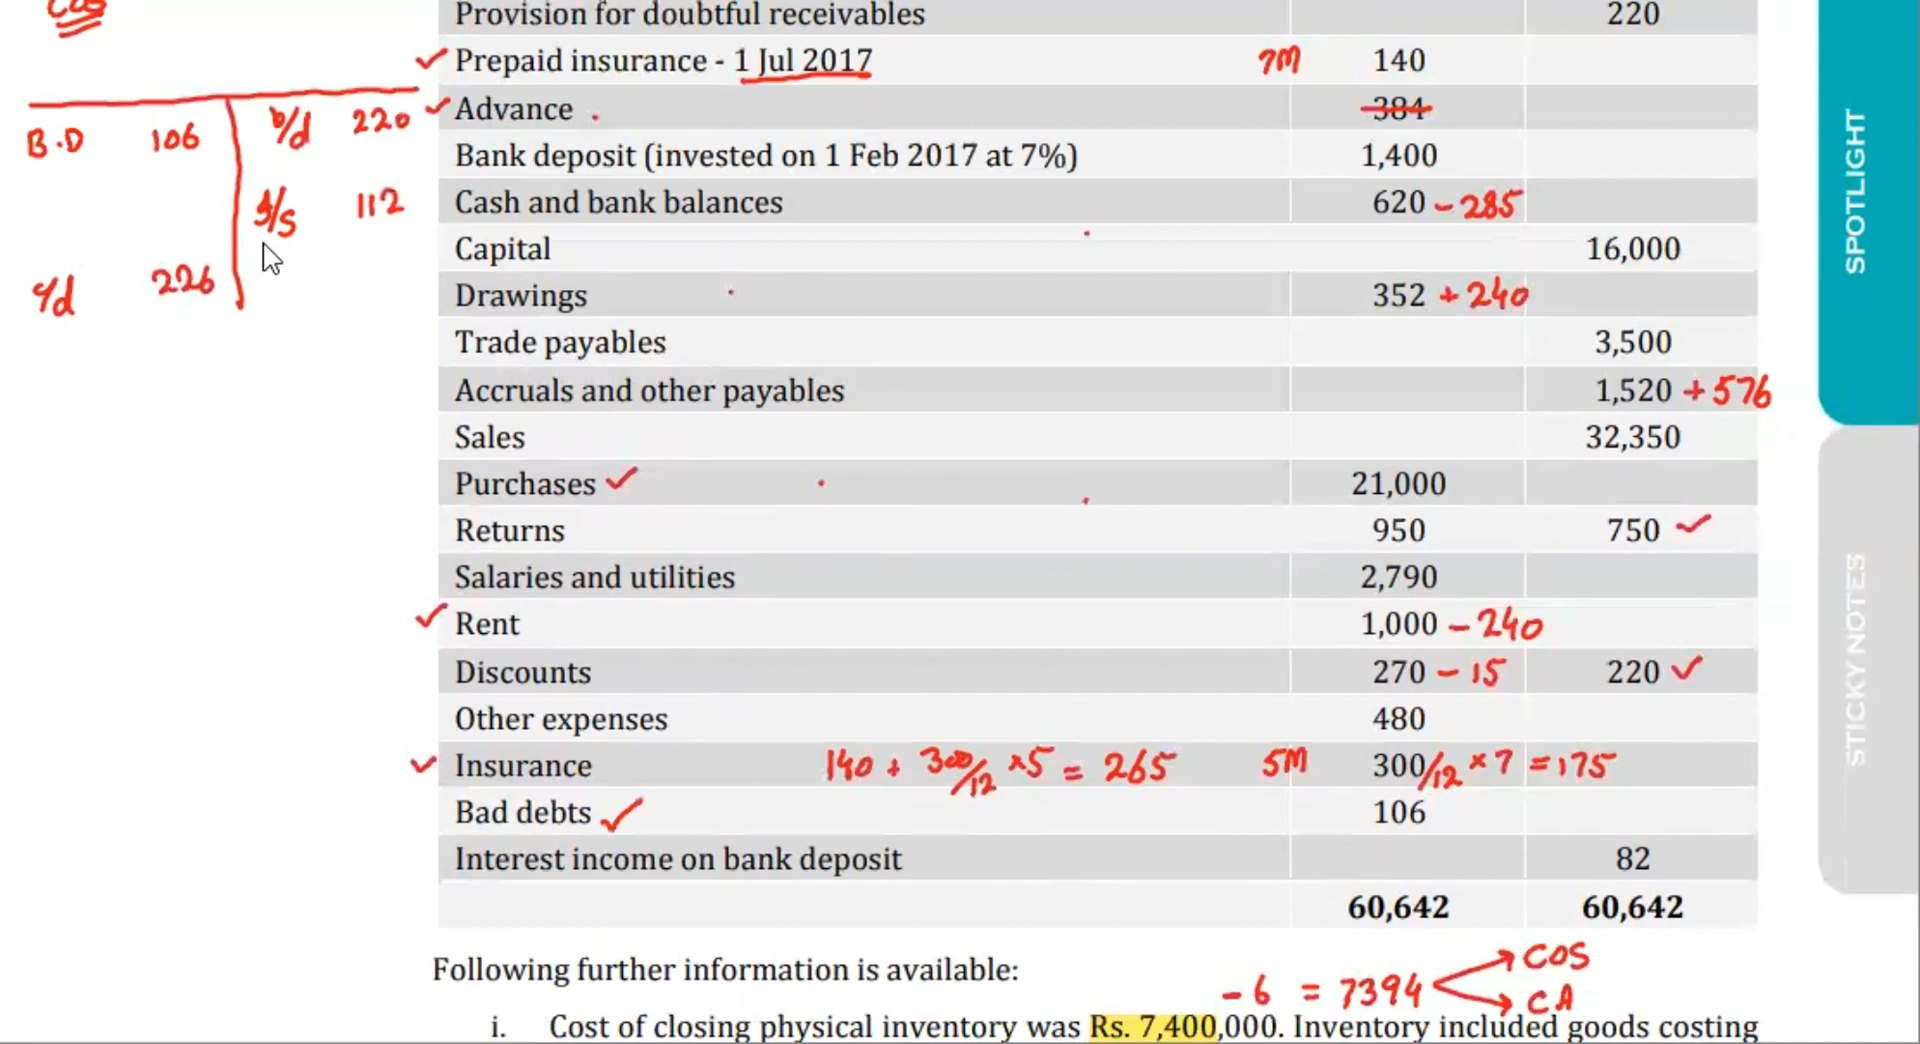 Cos
Provision for doubtful receivables 220
Prepaid insurance - 1 Jul 2017 7M 140
Advance 384
Bank deposit (invested on 1 Feb 2017 at 7%) 1,400
Cash and bank balances 620 - 285
Capital 16,000
Drawings 352 + 240
Trade payables 3,500
Accruals and other payables 1,520 + 576
Sales 32,350
Purchases 21,000
Returns 950 750
Salaries and utilities 2,790
Rent 1,000 - 240
Discounts 270 - 15 220
Other expenses 480
Insurance 140 + 300/12 × 5 = 265 5M 300/12 × 7 = 175
Bad debts 106
Interest income on bank deposit 82
60,642 60,642
B.D 106 b/d 220
112
c/d 226
Following further information is available:
- 6 = 7394 COS
CA
i. Cost of closing physical inventory was Rs. 7,400,000. Inventory included goods costing
SPOTLIGHT
STICKY NOTES